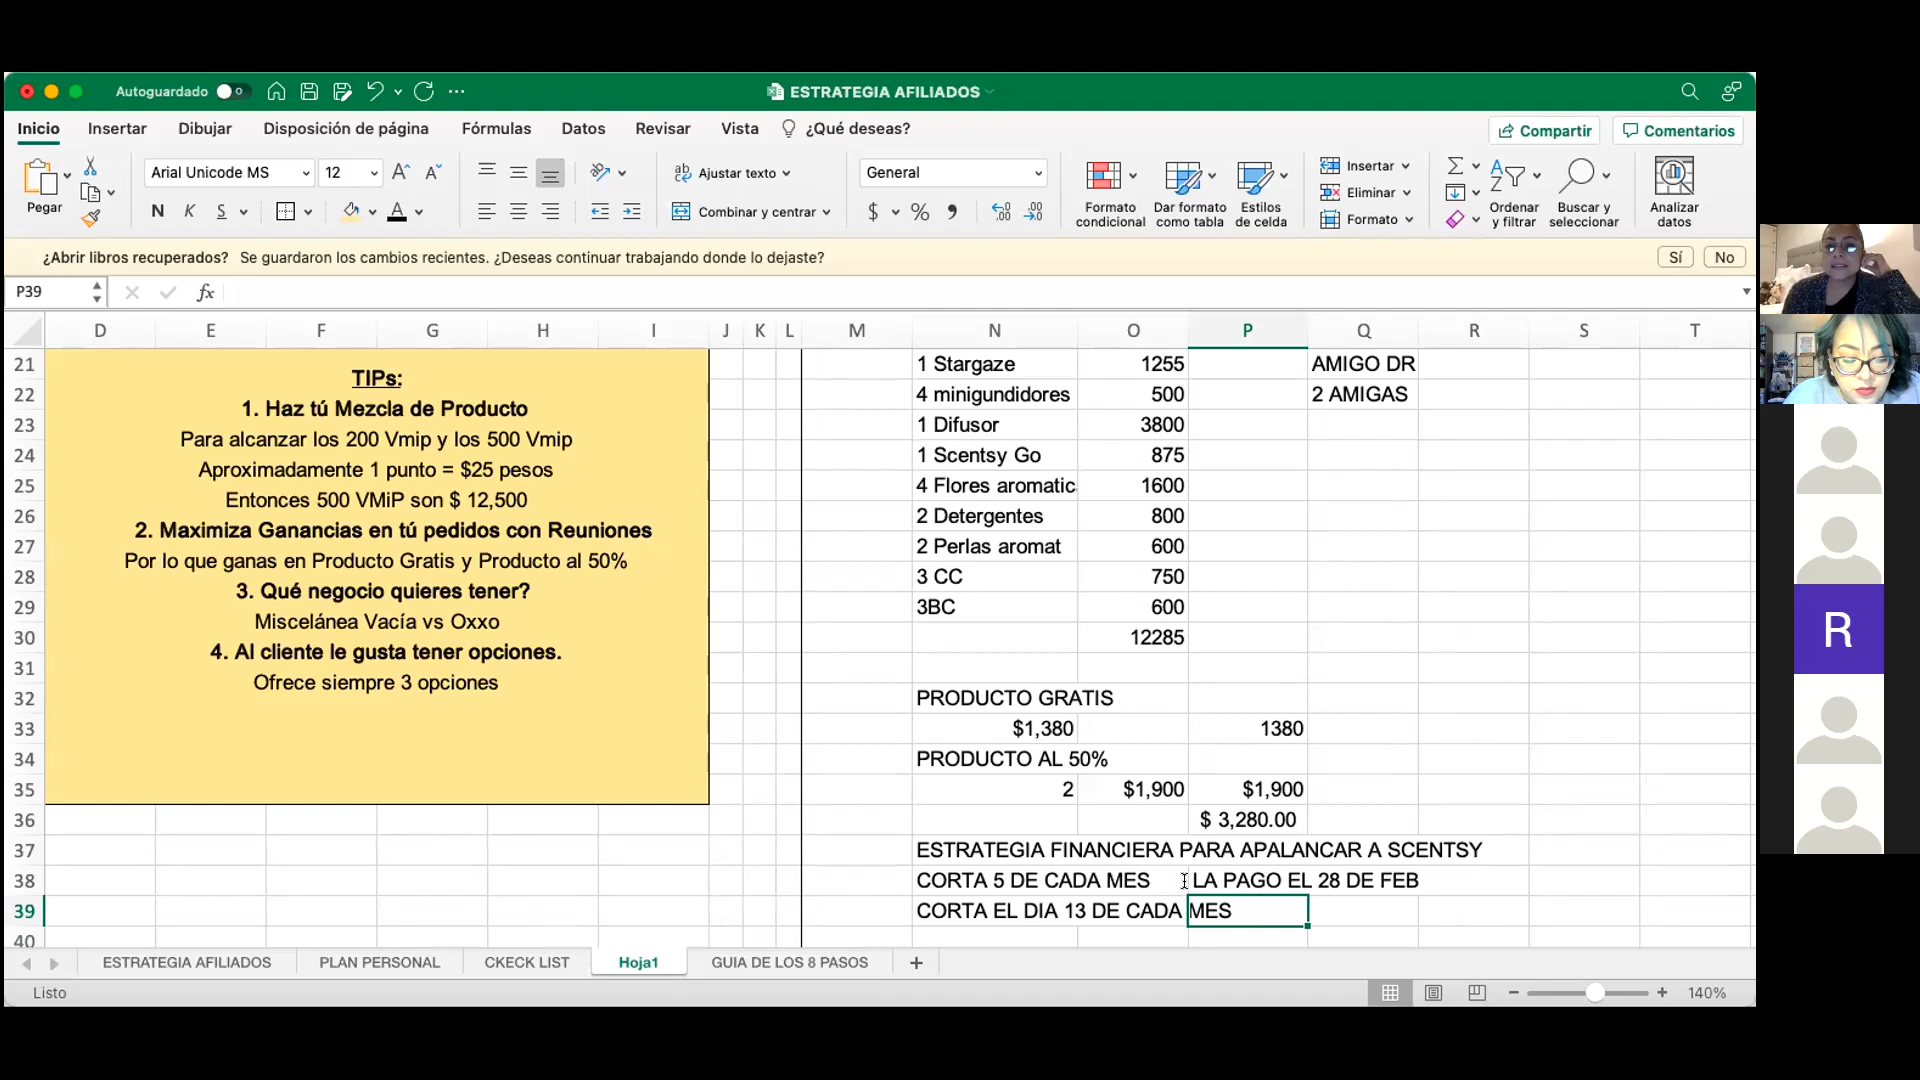 Autoguardado
ESTRATEGIA AFILIADOS
Inicio Insertar Dibujar Disposición de página Fórmulas Datos Revisar Vista ¿Qué deseas? Compartir Comentarios
Pegar
Arial Unicode MS 12
N K S
Ajustar texto
Combinar y centrar
General
$ %
Formato condicional
Dar formato como tabla
Estilos de celda
Insertar
Eliminar
Formato
Ordenar y filtrar
Buscar y seleccionar
Analizar datos
¿Abrir libros recuperados? Se guardaron los cambios recientes. ¿Deseas continuar trabajando donde lo dejaste? Sí No
P39 fx
D E F G H I J K L M N O P Q R S T
21 22 23 24 25 26 27 28 29 30 31 32 33 34 35 36 37 38 39 40
TIPs:
1. Haz tú Mezcla de Producto
Para alcanzar los 200 Vmip y los 500 Vmip
Aproximadamente 1 punto = $25 pesos
Entonces 500 VMiP son $ 12,500
2. Maximiza Ganancias en tú pedidos con Reuniones
Por lo que ganas en Producto Gratis y Producto al 50%
3. Qué negocio quieres tener?
Miscelánea Vacía vs Oxxo
4. Al cliente le gusta tener opciones.
Ofrece siempre 3 opciones
1 Stargaze 1255 AMIGO DR
4 minigundidores 500 2 AMIGAS
1 Difusor 3800
1 Scentsy Go 875
4 Flores aromatic 1600
2 Detergentes 800
2 Perlas aromat 600
3 CC 750
3BC 600
12285
PRODUCTO GRATIS
$1,380 1380
PRODUCTO AL 50%
2 $1,900 $1,900
$ 3,280.00
ESTRATEGIA FINANCIERA PARA APALANCAR A SCENTSY
CORTA 5 DE CADA MES LA PAGO EL 28 DE FEB
CORTA EL DIA 13 DE CADA MES
ESTRATEGIA AFILIADOS PLAN PERSONAL CKECK LIST Hoja1 GUIA DE LOS 8 PASOS +
Listo 140%
R